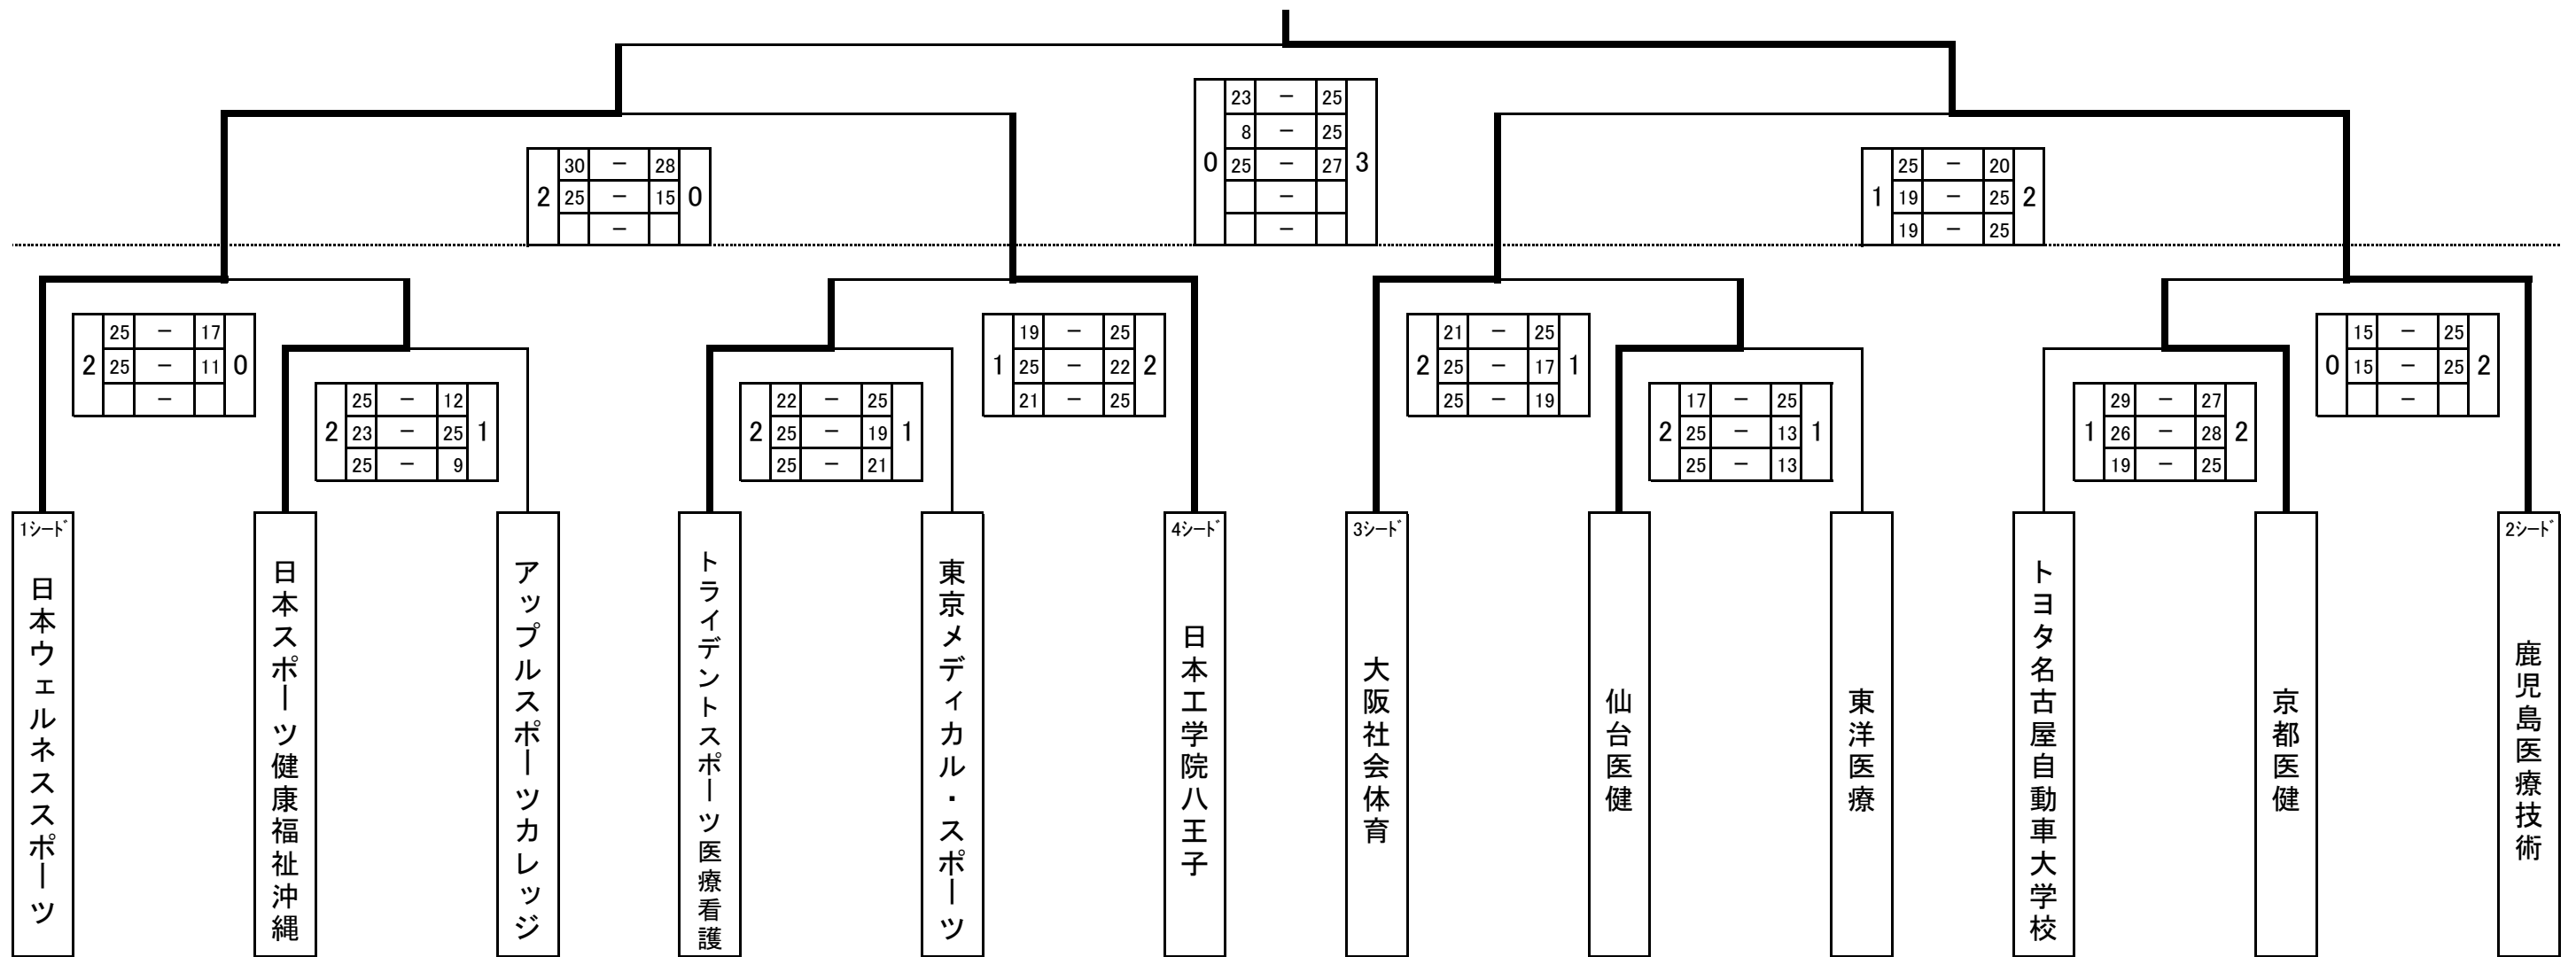 23 － 25
8 － 25
0 25 － 27 3
－
－
30 － 28
2 25 － 15 0
－
25 － 20
1 19 － 25 2
19 － 25
25 － 17
2 25 － 11 0
－
19 － 25
1 25 － 22 2
21 － 25
21 － 25
2 25 － 17 1
25 － 19
15 － 25
0 15 － 25 2
－
25 － 12
2 23 － 25 1
25 － 9
22 － 25
2 25 － 19 1
25 － 21
17 － 25
2 25 － 13 1
25 － 13
29 － 27
1 26 － 28 2
19 － 25
1シード
日本ウェルネススポーツ
日本スポーツ健康福祉沖縄
アップルスポーツカレッジ
トライデントスポーツ医療看護
東京メディカル・スポーツ
4シード
日本工学院八王子
3シード
大阪社会体育
仙台医健
東洋医療
トヨタ名古屋自動車大学校
京都医健
2シード
鹿児島医療技術